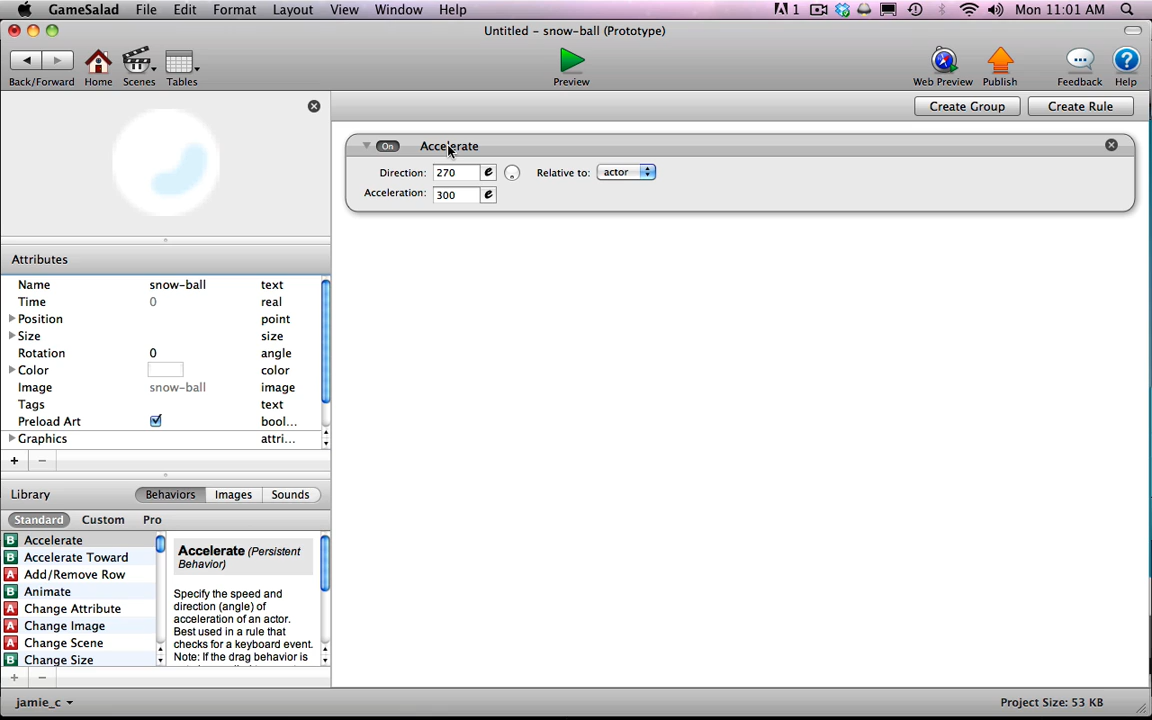 GameSalad File Edit Format Layout View Window Help
1 Mon 11:01 AM
Untitled – snow-ball (Prototype)
Back/Forward Home Scenes Tables Preview Web Preview Publish Feedback Help
Create Group Create Rule
On Accelerate
Direction: 270 e Relative to: actor
Acceleration: 300 e
Attributes
Name snow-ball text
Time 0 real
Position point
Size size
Rotation 0 angle
Color color
Image snow-ball image
Tags text
Preload Art bool...
Graphics attri...
+ −
Library Behaviors Images Sounds
Standard Custom Pro
B Accelerate
B Accelerate Toward
A Add/Remove Row
B Animate
A Change Attribute
A Change Image
A Change Scene
B Change Size
Accelerate (Persistent
Behavior)
Specify the speed and
direction (angle) of
acceleration of an actor.
Best used in a rule that
checks for a keyboard event.
Note: If the drag behavior is
+ −
jamie_c Project Size: 53 KB